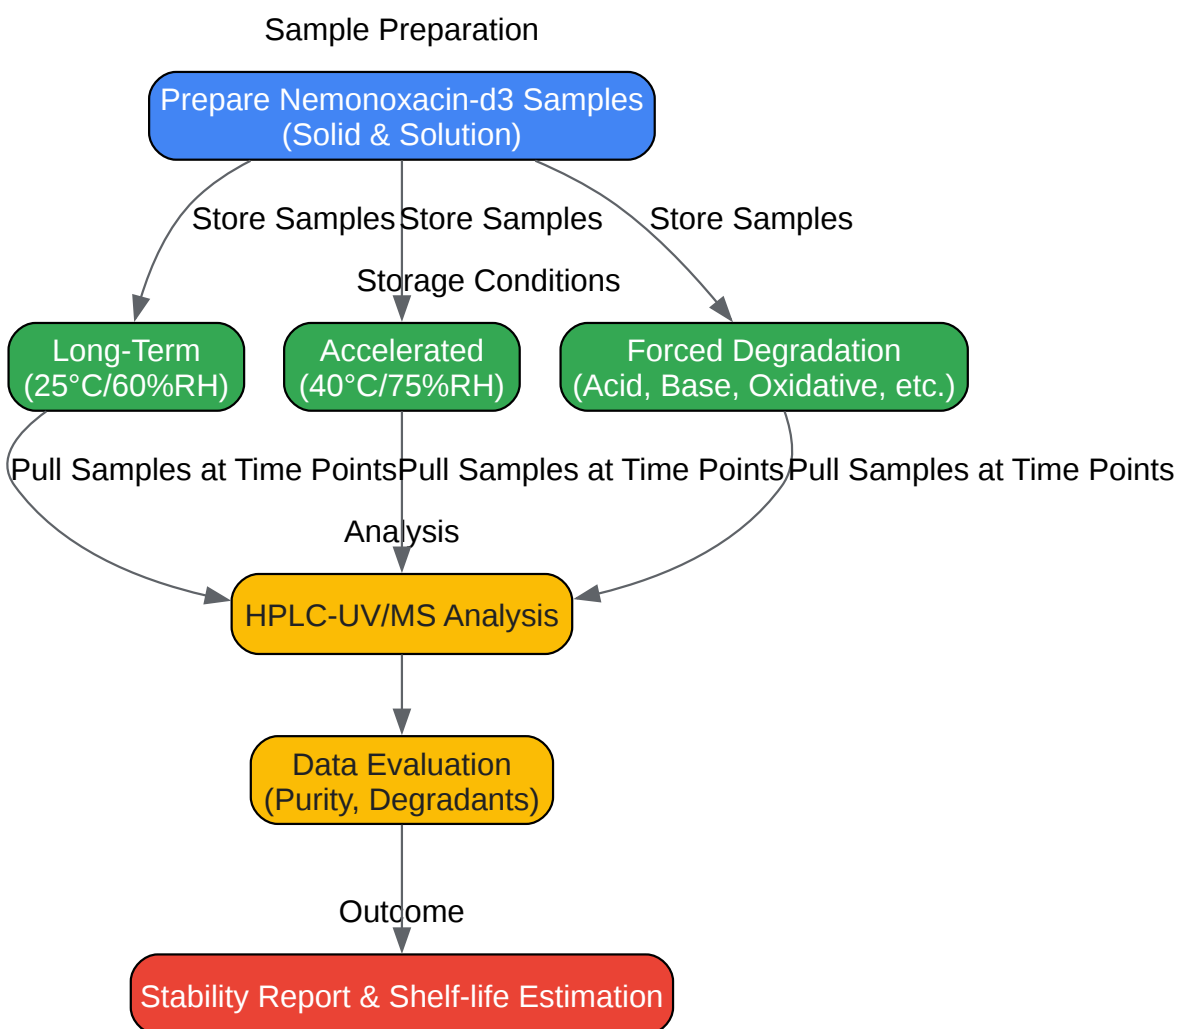 Sample Preparation
Prepare Nemonoxacin-d3 Samples
(Solid & Solution)
Store Samples
Store Samples
Store Samples
Storage Conditions
Long-Term
(25°C/60%RH)
Accelerated
(40°C/75%RH)
Forced Degradation
(Acid, Base, Oxidative, etc.)
Pull Samples at Time Points
Pull Samples at Time Points
Pull Samples at Time Points
Analysis
HPLC-UV/MS Analysis
Data Evaluation
(Purity, Degradants)
Outcome
Stability Report & Shelf-life Estimation